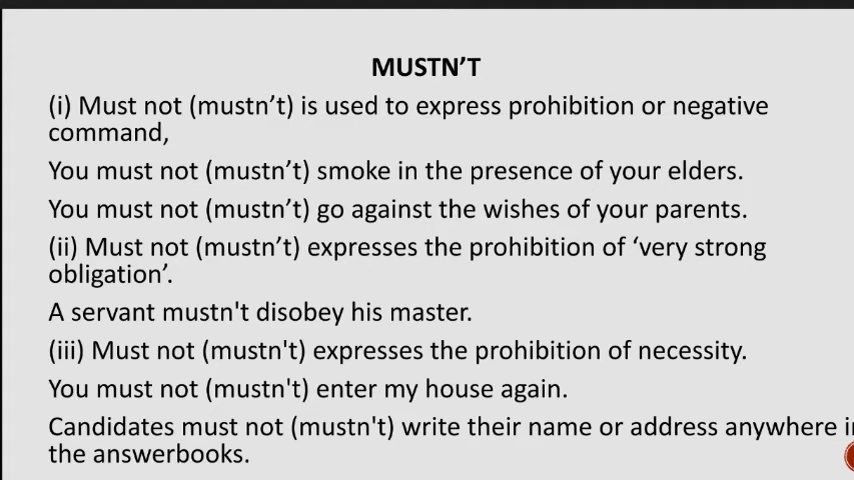 MUSTN’T
(i) Must not (mustn’t) is used to express prohibition or negative
command,
You must not (mustn’t) smoke in the presence of your elders.
You must not (mustn’t) go against the wishes of your parents.
(ii) Must not (mustn’t) expresses the prohibition of ‘very strong
obligation’.
A servant mustn't disobey his master.
(iii) Must not (mustn't) expresses the prohibition of necessity.
You must not (mustn't) enter my house again.
Candidates must not (mustn't) write their name or address anywhere
the answerbooks.